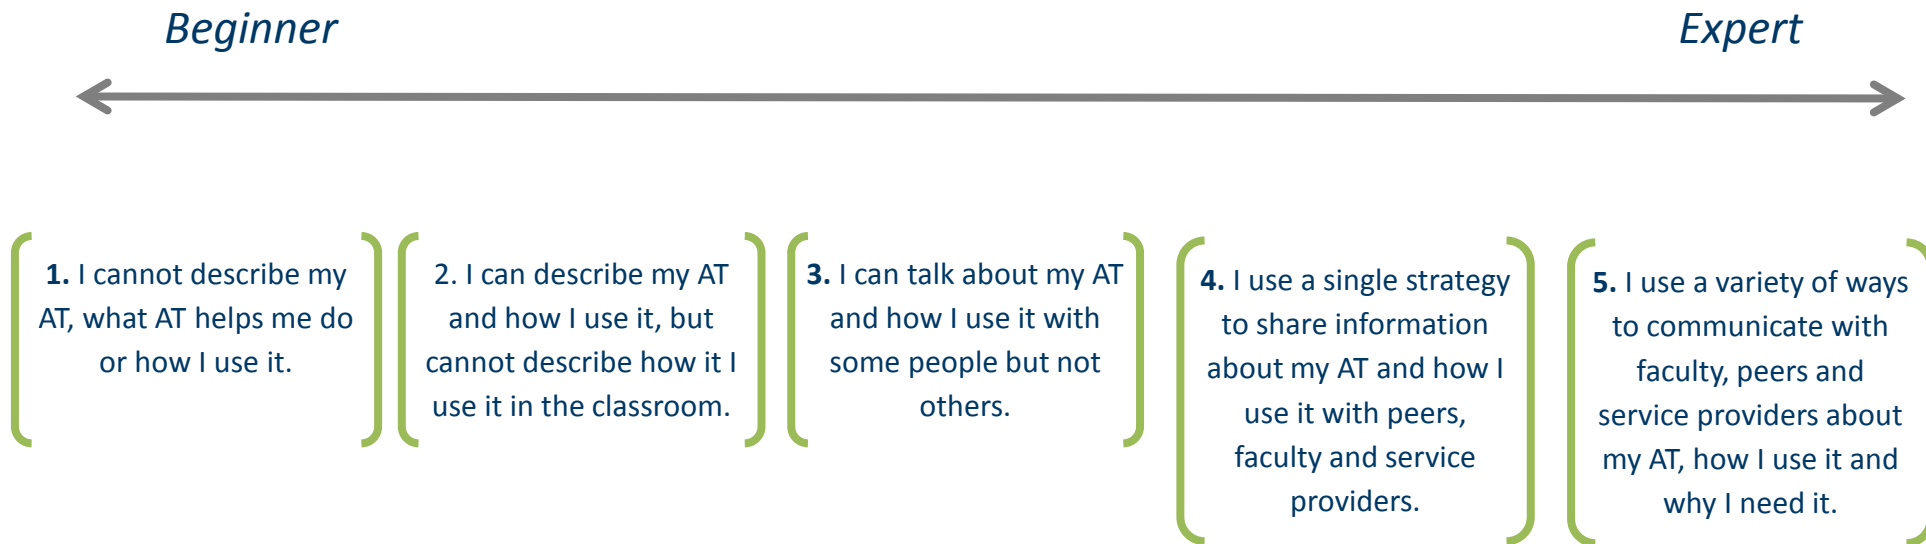 Beginner
Expert
1. I cannot describe my
AT, what AT helps me do
or how I use it.
2. I can describe my AT
and how I use it, but
cannot describe how it I
use it in the classroom.
3. I can talk about my AT
and how I use it with
some people but not
others.
4. I use a single strategy
to share information
about my AT and how I
use it with peers,
faculty and service
providers.
5. I use a variety of ways
to communicate with
faculty, peers and
service providers about
my AT, how I use it and
why I need it.